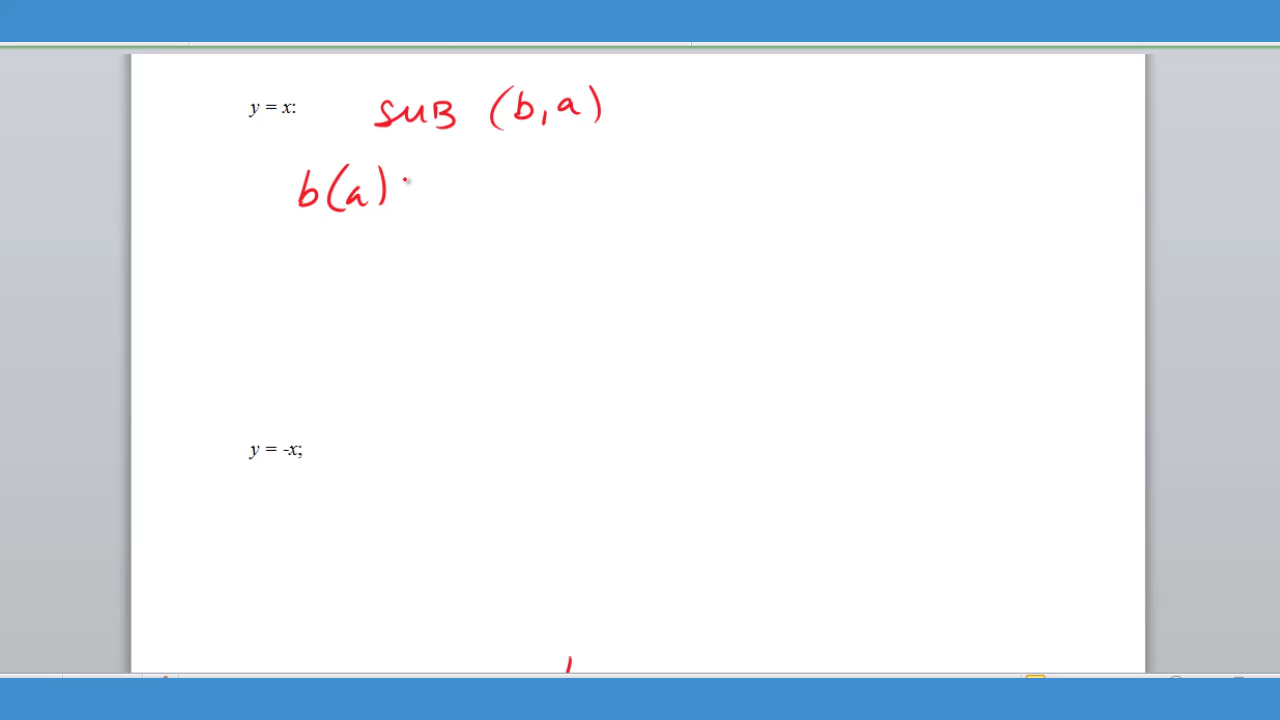 y = x: SUB (b, a)
b(a)
y = -x;